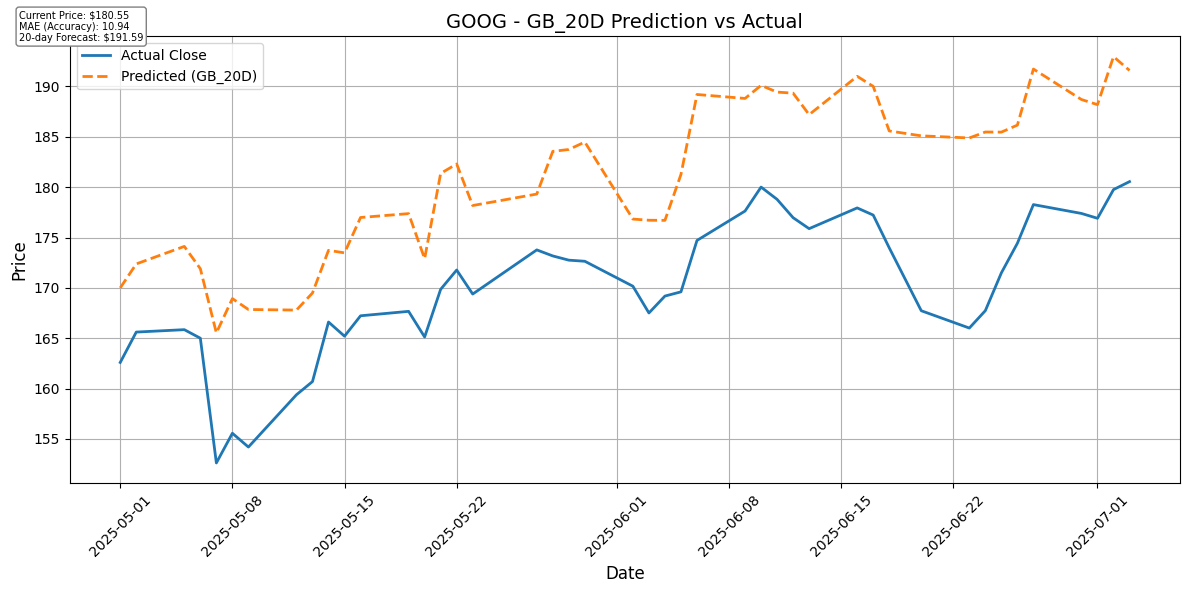 GOOG - GB_20D Prediction vs Actual
Current Price: $180.55
MAE (Accuracy): 10.94
20-day Forecast: $191.59
Actual Close
Predicted (GB_20D)
Price
190
185
180
175
170
165
160
155
2025-05-01
2025-05-08
2025-05-15
2025-05-22
2025-06-01
2025-06-08
2025-06-15
2025-06-22
2025-07-01
Date